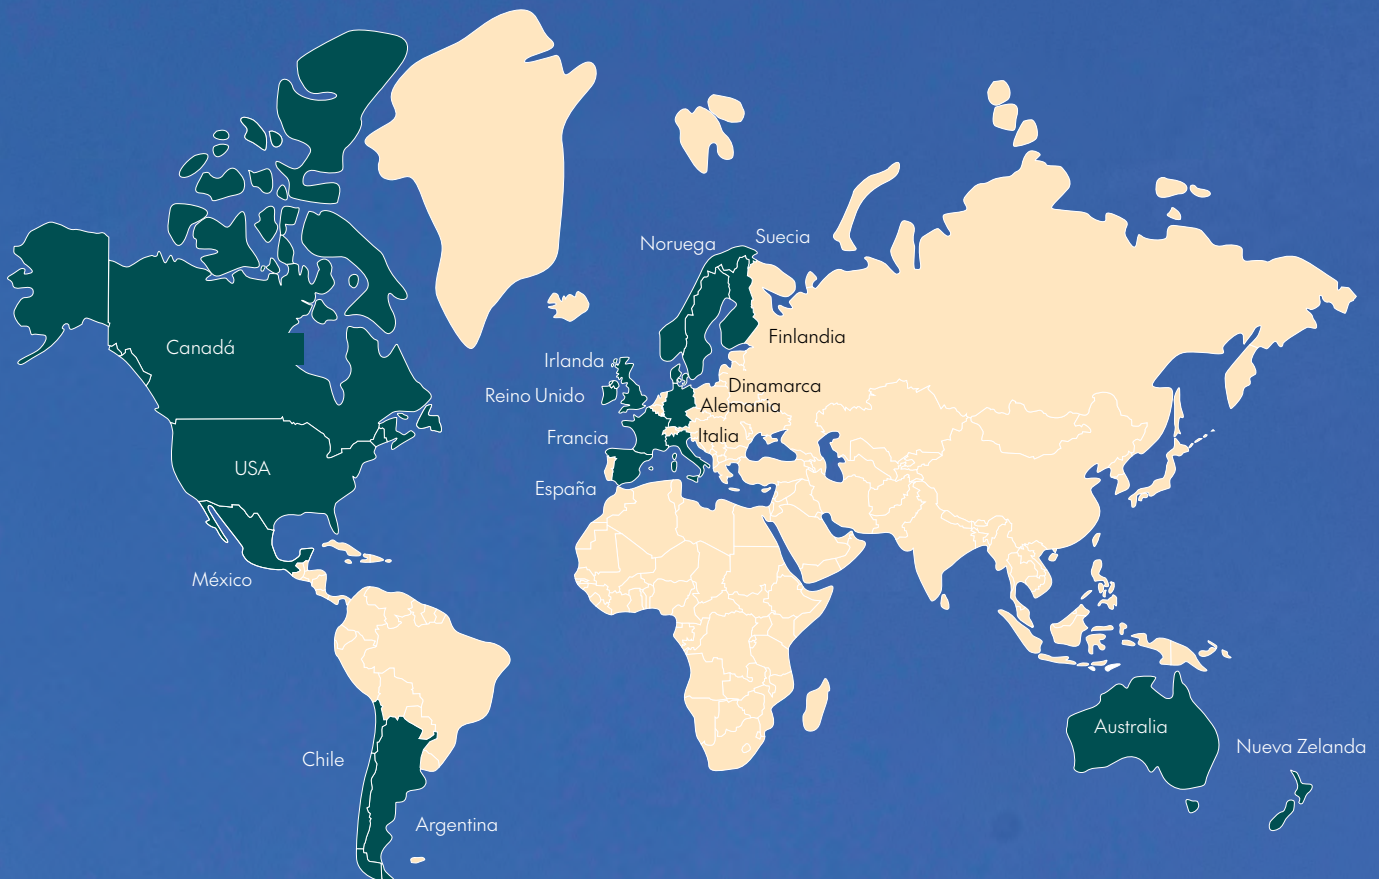 Suecia
Noruega
Finlandia
Canadá
Irlanda
Dinamarca
Reino Unido
Alemania
Francia
Italia
USA
España
México
Australia
Nueva Zelanda
Chile
Argentina